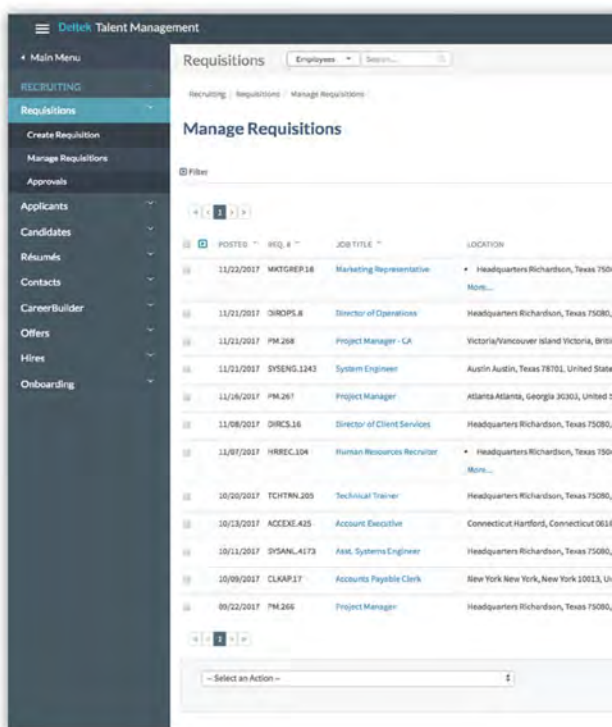 Deltek Talent Management
Main Menu
RECRUITING
Requisitions
Create Requisition
Manage Requisitions
Approvals
Applicants
Candidates
Résumés
Contacts
CareerBuilder
Offers
Hires
Onboarding
Requisitions Employees Search...
Recruiting / Requisitions / Manage Requisitions
Manage Requisitions
Filter
1
POSTED REQ. # JOB TITLE LOCATION
11/22/2017 MKTGREP.16 Marketing Representative • Headquarters Richardson, Texas 750
More...
11/21/2017 DIROPS.8 Director of Operations Headquarters Richardson, Texas 75080,
11/21/2017 PM.268 Project Manager - CA Victoria/Vancouver Island Victoria, Briti
11/21/2017 SYSENG.1243 System Engineer Austin Austin, Texas 78701, United State
11/16/2017 PM.267 Project Manager Atlanta Atlanta, Georgia 30303, United S
11/08/2017 DIRCS.16 Director of Client Services Headquarters Richardson, Texas 75080,
11/07/2017 HRREC.104 Human Resources Recruiter • Headquarters Richardson, Texas 750
More...
10/20/2017 TCHTRN.205 Technical Trainer Headquarters Richardson, Texas 75080,
10/13/2017 ACCEXE.425 Account Executive Connecticut Hartford, Connecticut 061
10/11/2017 SYSANL.4173 Asst. Systems Engineer Headquarters Richardson, Texas 75080,
10/09/2017 CLKAP.17 Accounts Payable Clerk New York New York, New York 10013, Un
09/22/2017 PM.266 Project Manager Headquarters Richardson, Texas 75080,
1
-- Select an Action --